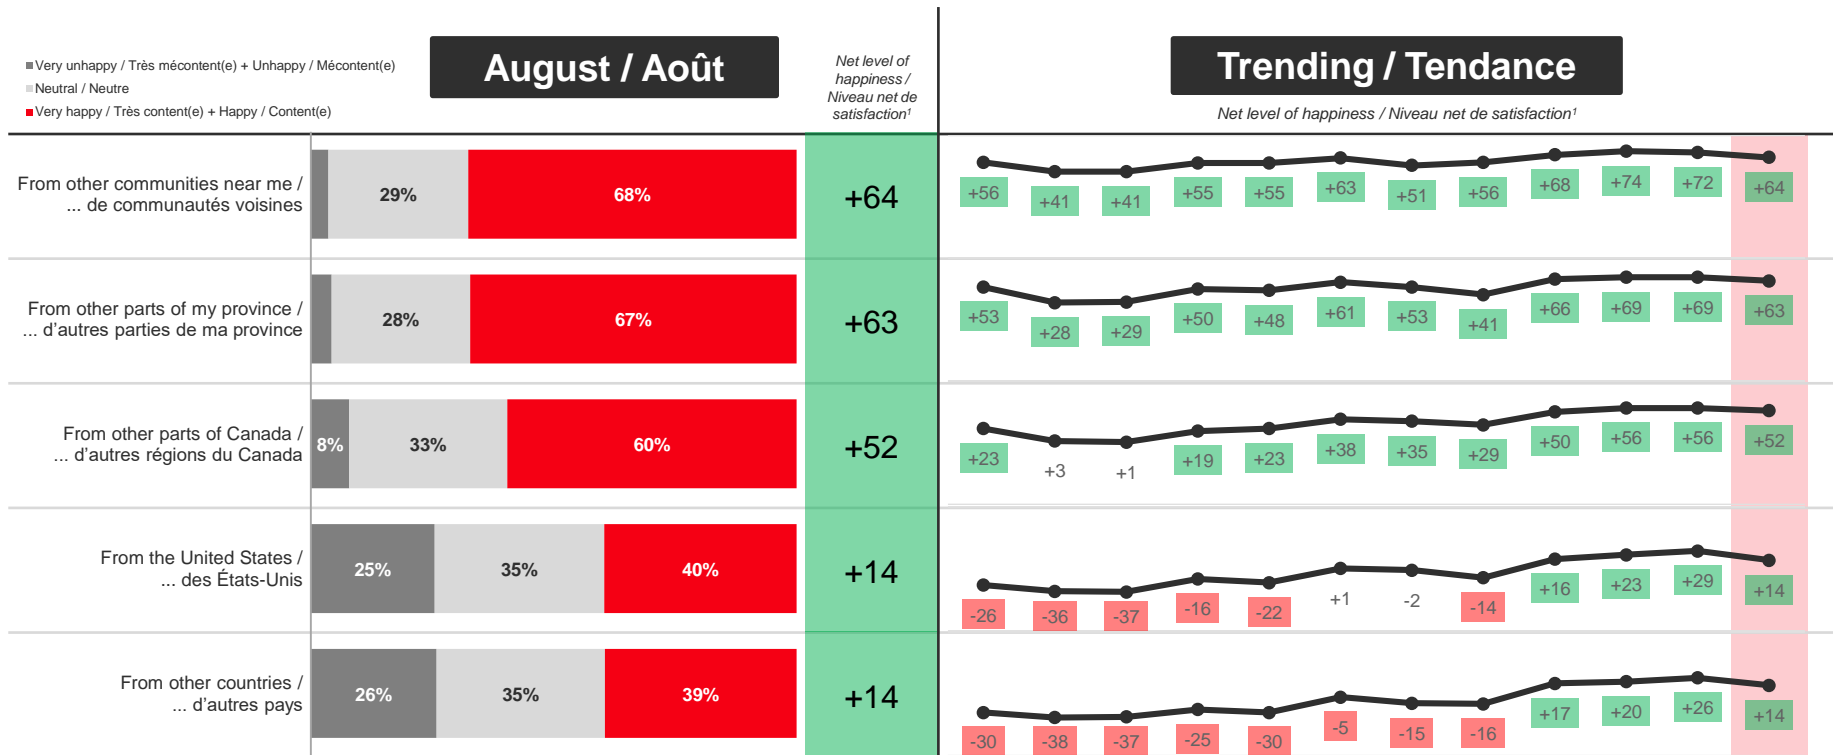 Very unhappy / Très mécontent(e) + Unhappy / Mécontent(e)
Neutral / Neutre
Very happy / Très content(e) + Happy / Content(e)
August / Août
Net level of
happiness /
Niveau net de
satisfaction¹
Trending / Tendance
Net level of happiness / Niveau net de satisfaction¹
From other communities near me /
... de communautés voisines
29% 68%
+64
+56 +41 +41 +55 +55 +63 +51 +56 +68 +74 +72 +64
From other parts of my province /
... d'autres parties de ma province
28% 67%
+63
+53 +28 +29 +50 +48 +61 +53 +41 +66 +69 +69 +63
From other parts of Canada /
... d'autres régions du Canada
8% 33% 60%
+52
+23 +3 +1 +19 +23 +38 +35 +29 +50 +56 +56 +52
From the United States /
... des États-Unis
25% 35% 40%
+14
-26 -36 -37 -16 -22 +1 -2 -14 +16 +23 +29 +14
From other countries /
... d'autres pays
26% 35% 39%
+14
-30 -38 -37 -25 -30 -5 -15 -16 +17 +20 +26 +14